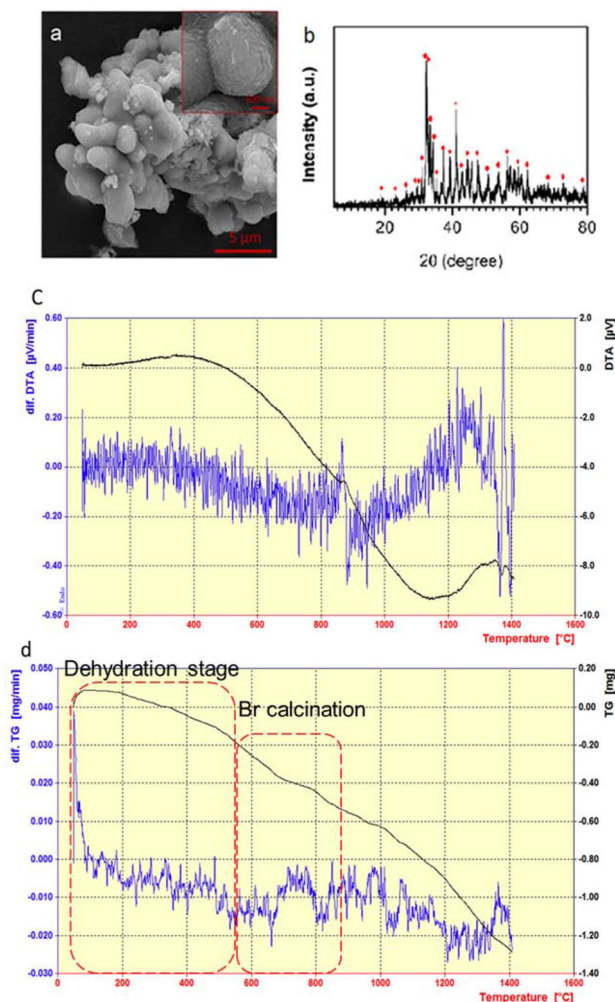 a
5 µm
b
Intensity (a.u.)
20 40 60 80
2θ (degree)
C
dif. DTA [µV/min]
0.60
0.40
0.20
0.00
-0.20
-0.40
-0.60
DTA [µV]
2.0
0.0
-2.0
-4.0
-6.0
-8.0
-10.0
0 200 400 600 800 1000 1200 1400 1600
Temperature [°C]
d
Dehydration stage
Br calcination
dif. TG [mg/min]
0.050
0.040
0.030
0.020
0.010
0.000
-0.010
-0.020
-0.030
TG [mg]
0.20
0.00
-0.20
-0.40
-0.60
-0.80
-1.00
-1.20
-1.40
0 200 400 600 800 1000 1200 1400 1600
Temperature [°C]